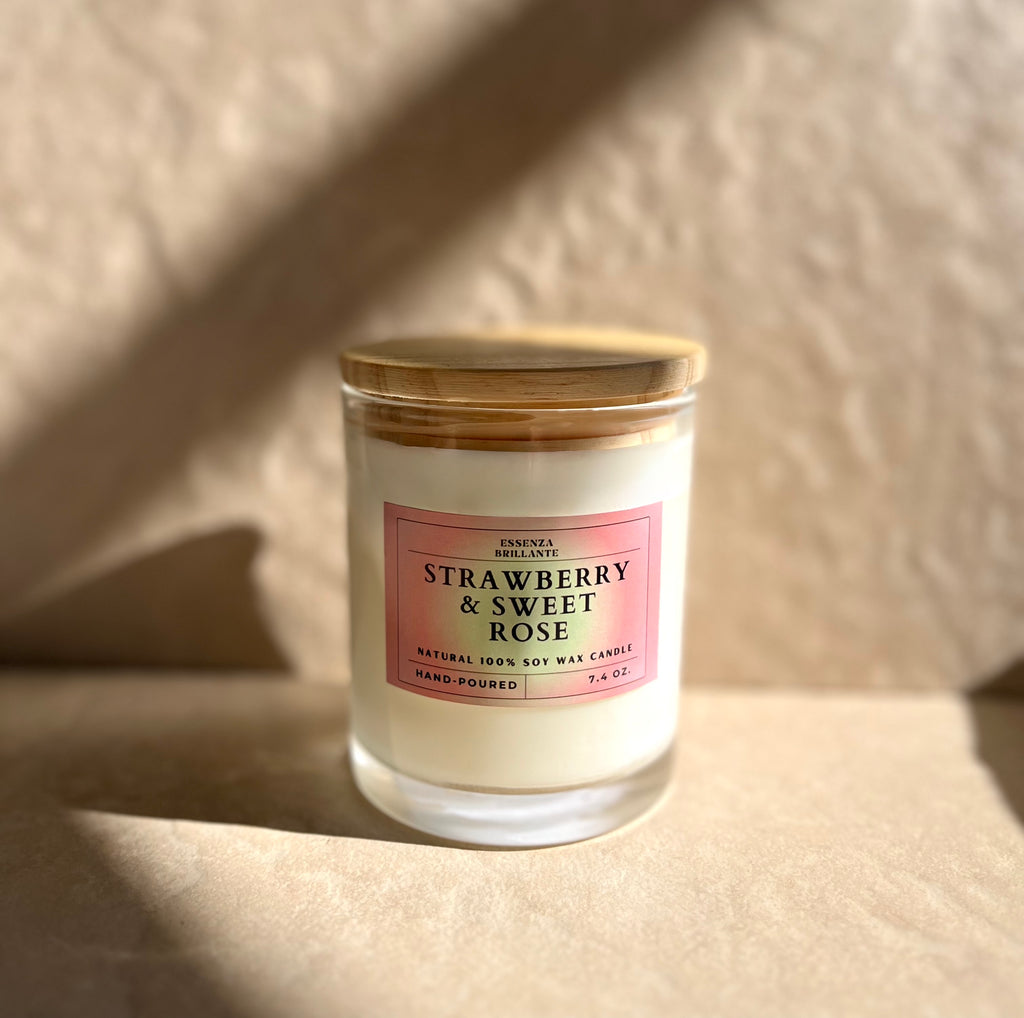 ESSENZA
BRILLANTE
STRAWBERRY
& SWEET
ROSE
NATURAL 100% SOY WAX CANDLE
HAND-POURED
7.4 OZ.